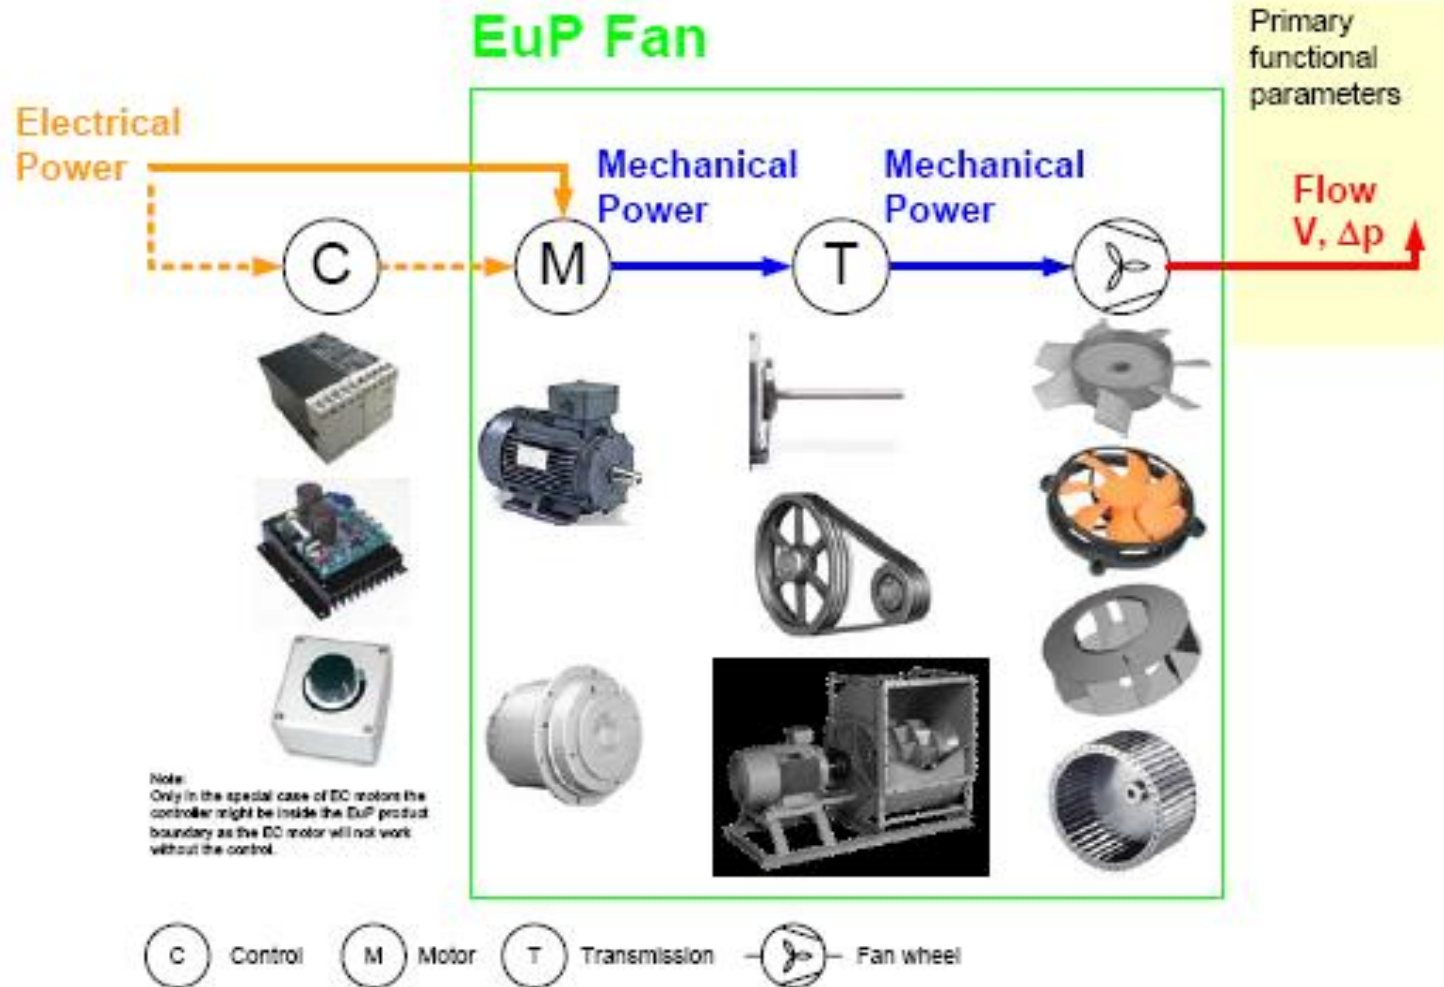 EuP Fan
Primary
functional
parameters
Electrical
Power
Mechanical
Power
Mechanical
Power
Flow
V, Δp
C
M
T
Note:
Only in the special case of EC motors the
controller might be inside the EuP product
boundary as the EC motor will not work
without the control.
C Control M Motor T Transmission Fan wheel